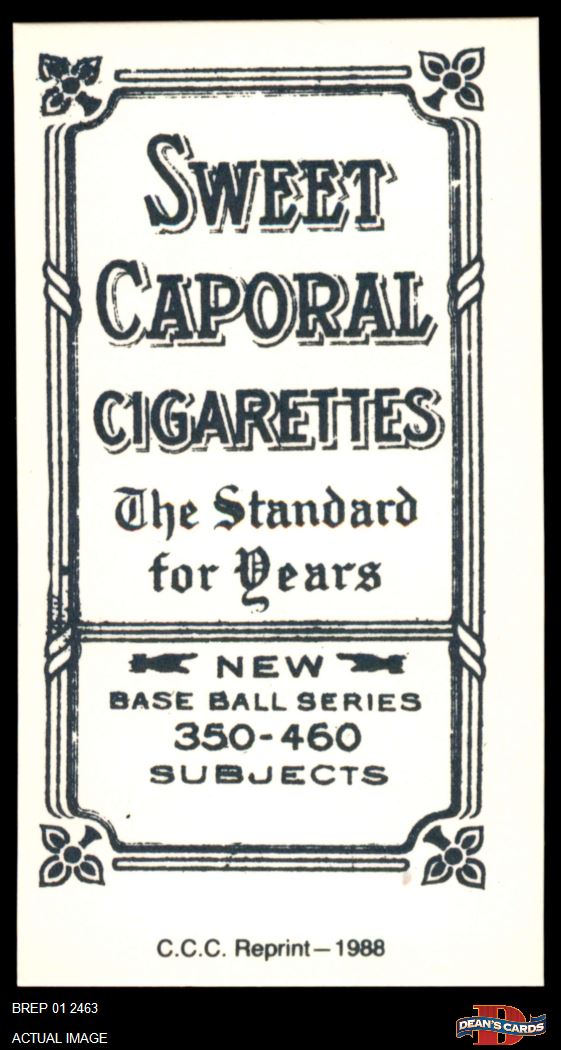 SWEET
CAPORAL
CIGARETTES
The Standard
for Years
NEW
BASE BALL SERIES
350-460
SUBJECTS
C.C.C. Reprint—1988
BREP 01 2463
ACTUAL IMAGE
D
DEAN'S CARDS